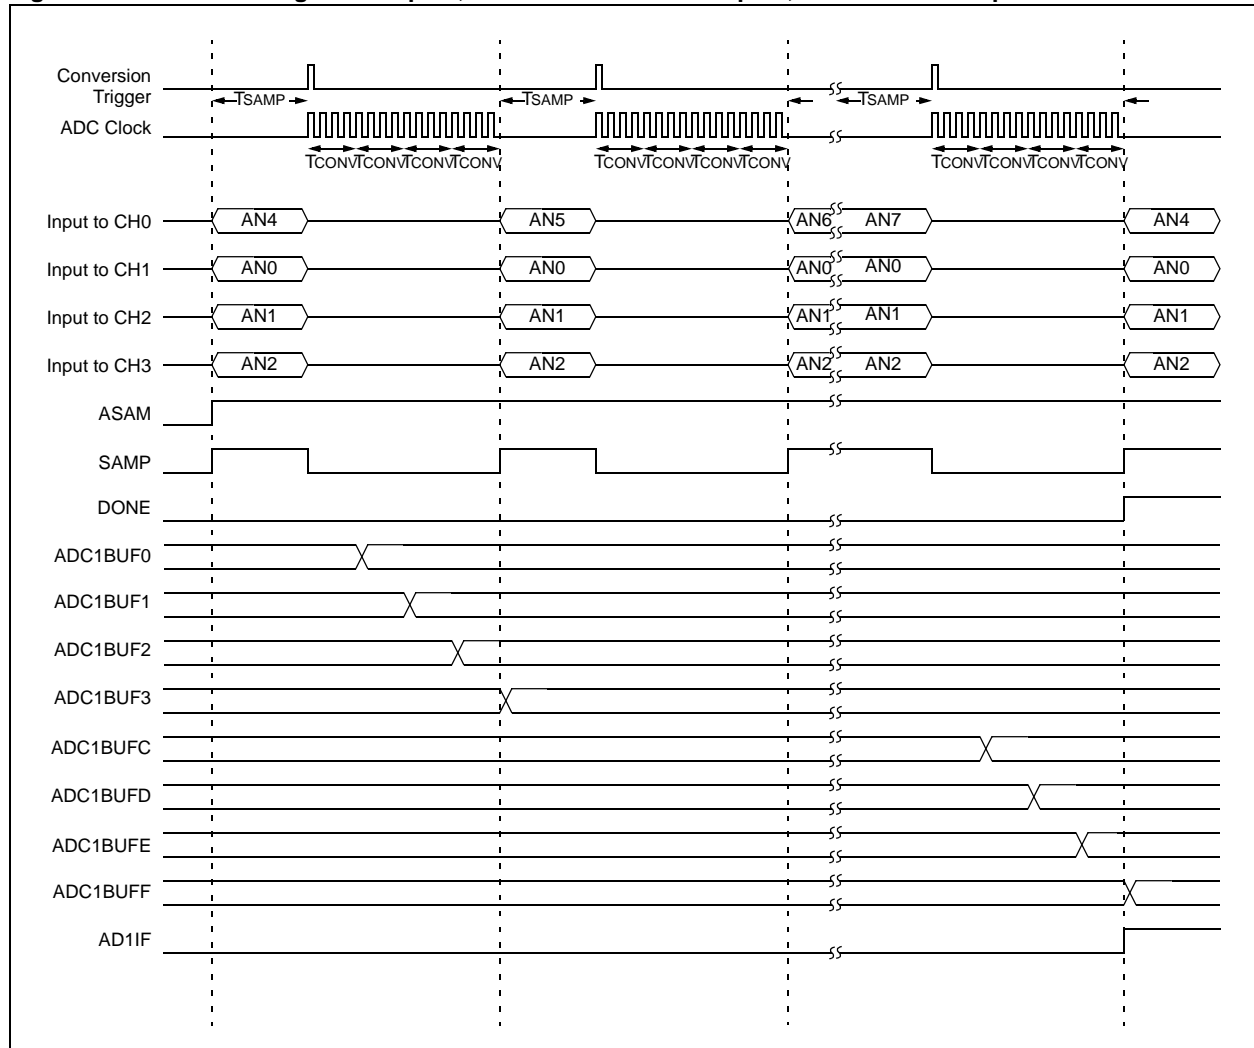 Conversion
Trigger
TSAMP TSAMP TSAMP
ADC Clock
TCONV TCONV TCONV TCONV TCONV TCONV TCONV TCONV TCONV TCONV TCONV TCONV
Input to CH0 AN4 AN5 AN6 AN7 AN4
Input to CH1 AN0 AN0 AN0 AN0 AN0
Input to CH2 AN1 AN1 AN1 AN1 AN1
Input to CH3 AN2 AN2 AN2 AN2 AN2
ASAM
SAMP
DONE
ADC1BUF0
ADC1BUF1
ADC1BUF2
ADC1BUF3
ADC1BUFC
ADC1BUFD
ADC1BUFE
ADC1BUFF
AD1IF